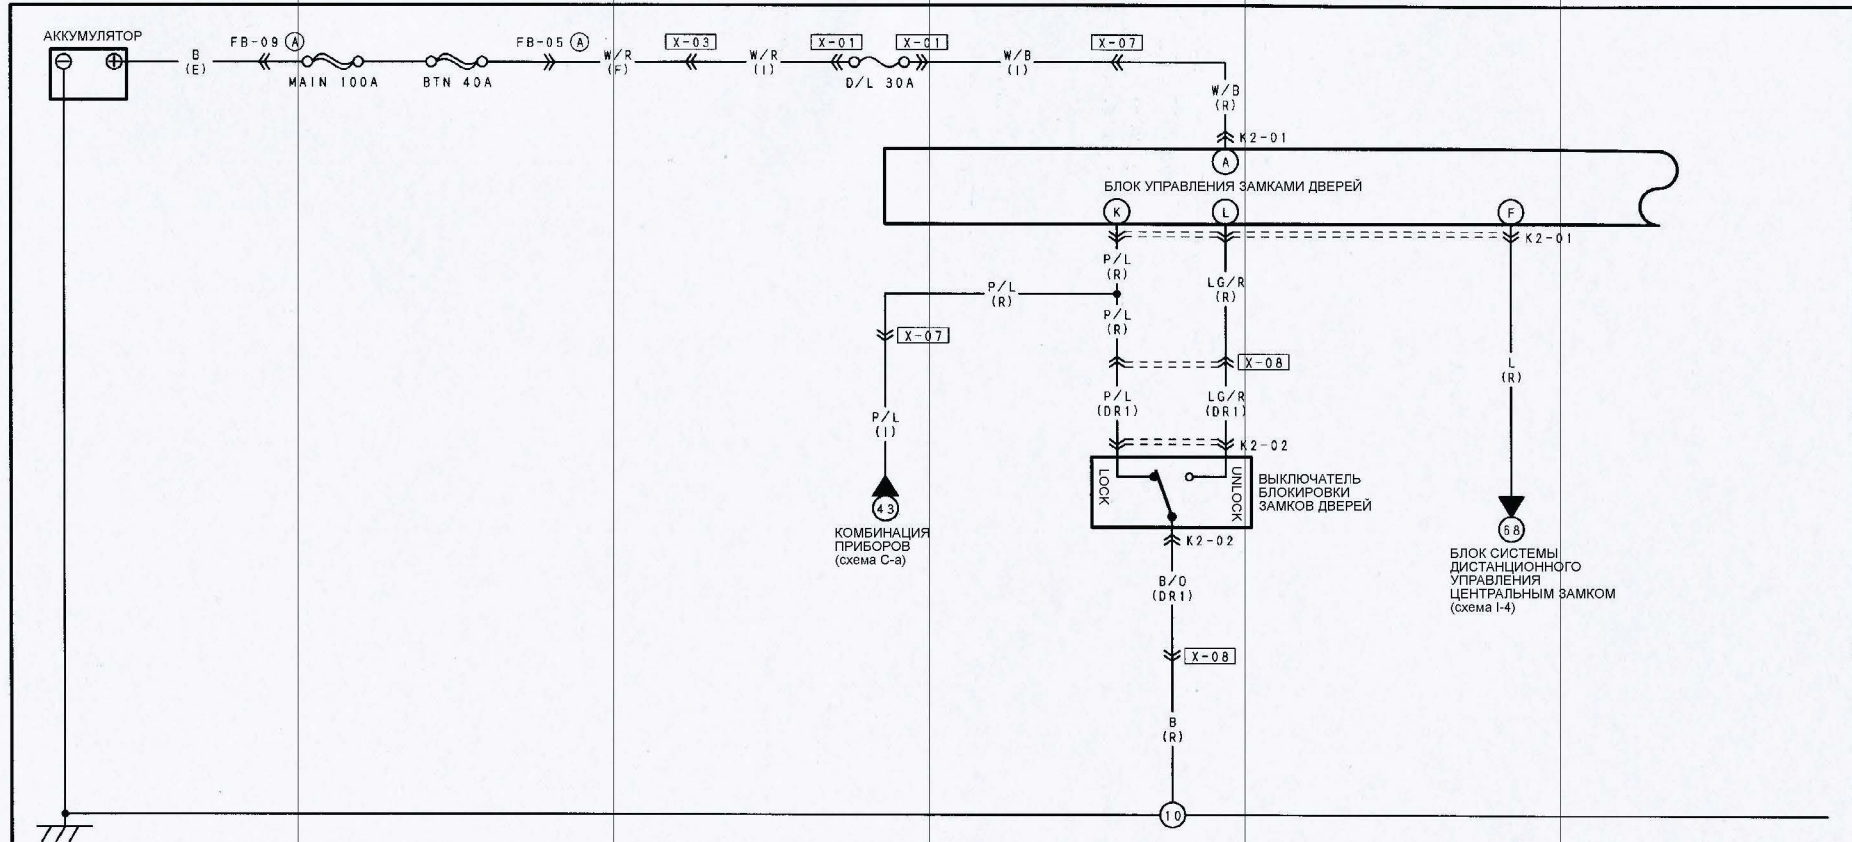 АККУМУЛЯТОР
B
(E)
FB-09 A
MAIN 100A
BTN 40A
FB-05 A
W/R
(F)
X-03
W/R
(I)
X-01
X-01
D/L 30A
W/B
(I)
X-07
W/B
(R)
K2-01
A
БЛОК УПРАВЛЕНИЯ ЗАМКАМИ ДВЕРЕЙ
K
L
F
K2-01
P/L
(R)
LG/R
(R)
P/L
(R)
P/L
(R)
X-07
X-08
L
(R)
P/L
(DR1)
LG/R
(DR1)
P/L
(I)
K2-02
LOCK
UNLOCK
ВЫКЛЮЧАТЕЛЬ
БЛОКИРОВКИ
ЗАМКОВ ДВЕРЕЙ
43
КОМБИНАЦИЯ
ПРИБОРОВ
(схема C-a)
K2-02
68
БЛОК СИСТЕМЫ
ДИСТАНЦИОННОГО
УПРАВЛЕНИЯ
ЦЕНТРАЛЬНЫМ ЗАМКОМ
(схема I-4)
B/O
(DR1)
X-08
B
(R)
10